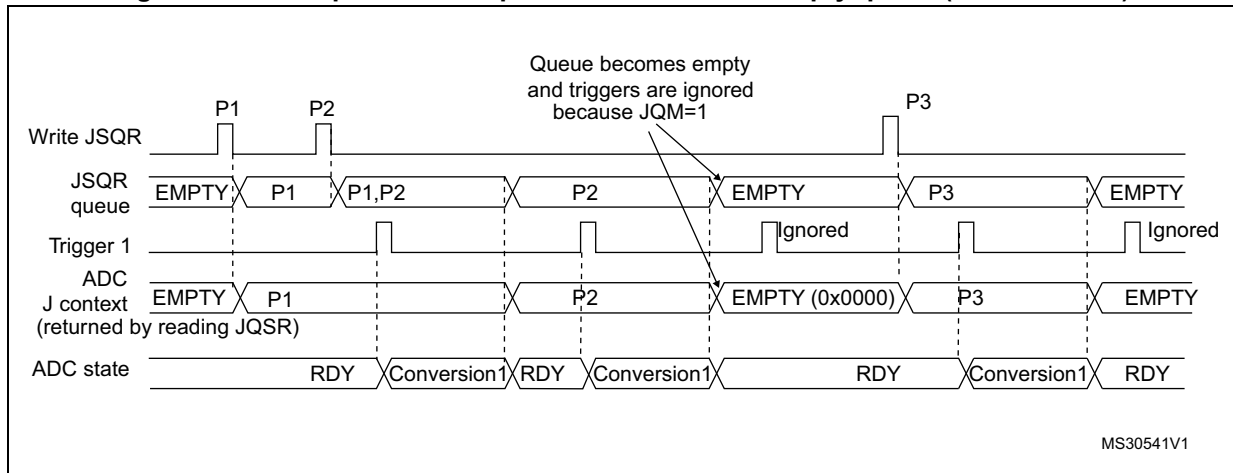 Queue becomes empty
and triggers are ignored
because JQM=1
P1
P2
P3
Write JSQR
JSQR
queue
EMPTY
P1
P1,P2
P2
EMPTY
P3
EMPTY
Trigger 1
Ignored
Ignored
ADC
J context
(returned by reading JQSR)
EMPTY
P1
P2
EMPTY (0x0000)
P3
EMPTY
ADC state
RDY
Conversion1
RDY
Conversion1
RDY
Conversion1
RDY
MS30541V1